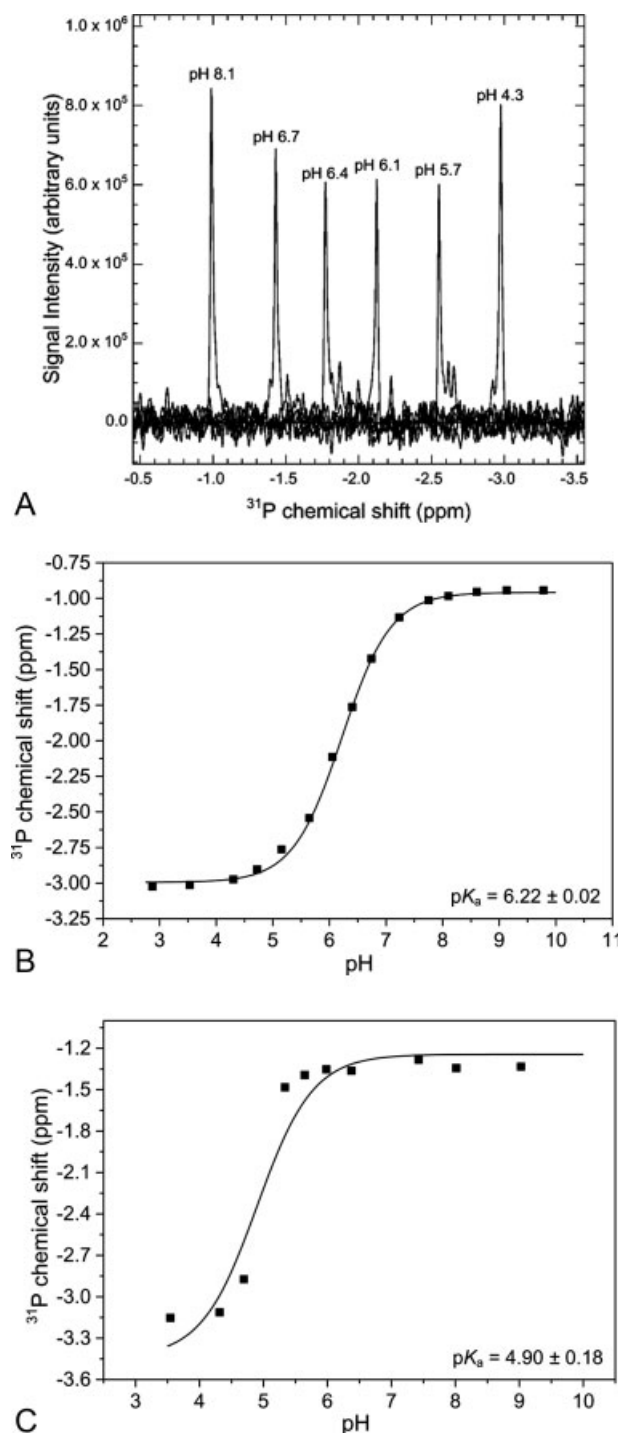 1.0 x 10⁶
8.0 x 10⁵
6.0 x 10⁵
4.0 x 10⁵
2.0 x 10⁵
0.0
Signal Intensity (arbitrary units)
pH 8.1
pH 6.7
pH 6.4
pH 6.1
pH 5.7
pH 4.3
-0.5 -1.0 -1.5 -2.0 -2.5 -3.0 -3.5
³¹P chemical shift (ppm)
A
-0.75
-1.00
-1.25
-1.50
-1.75
-2.00
-2.25
-2.50
-2.75
-3.00
-3.25
³¹P chemical shift (ppm)
pKₐ = 6.22 ± 0.02
2 3 4 5 6 7 8 9 10 11
pH
B
-1.2
-1.5
-1.8
-2.1
-2.4
-2.7
-3.0
-3.3
-3.6
³¹P chemical shift (ppm)
pKₐ = 4.90 ± 0.18
3 4 5 6 7 8 9 10
pH
C